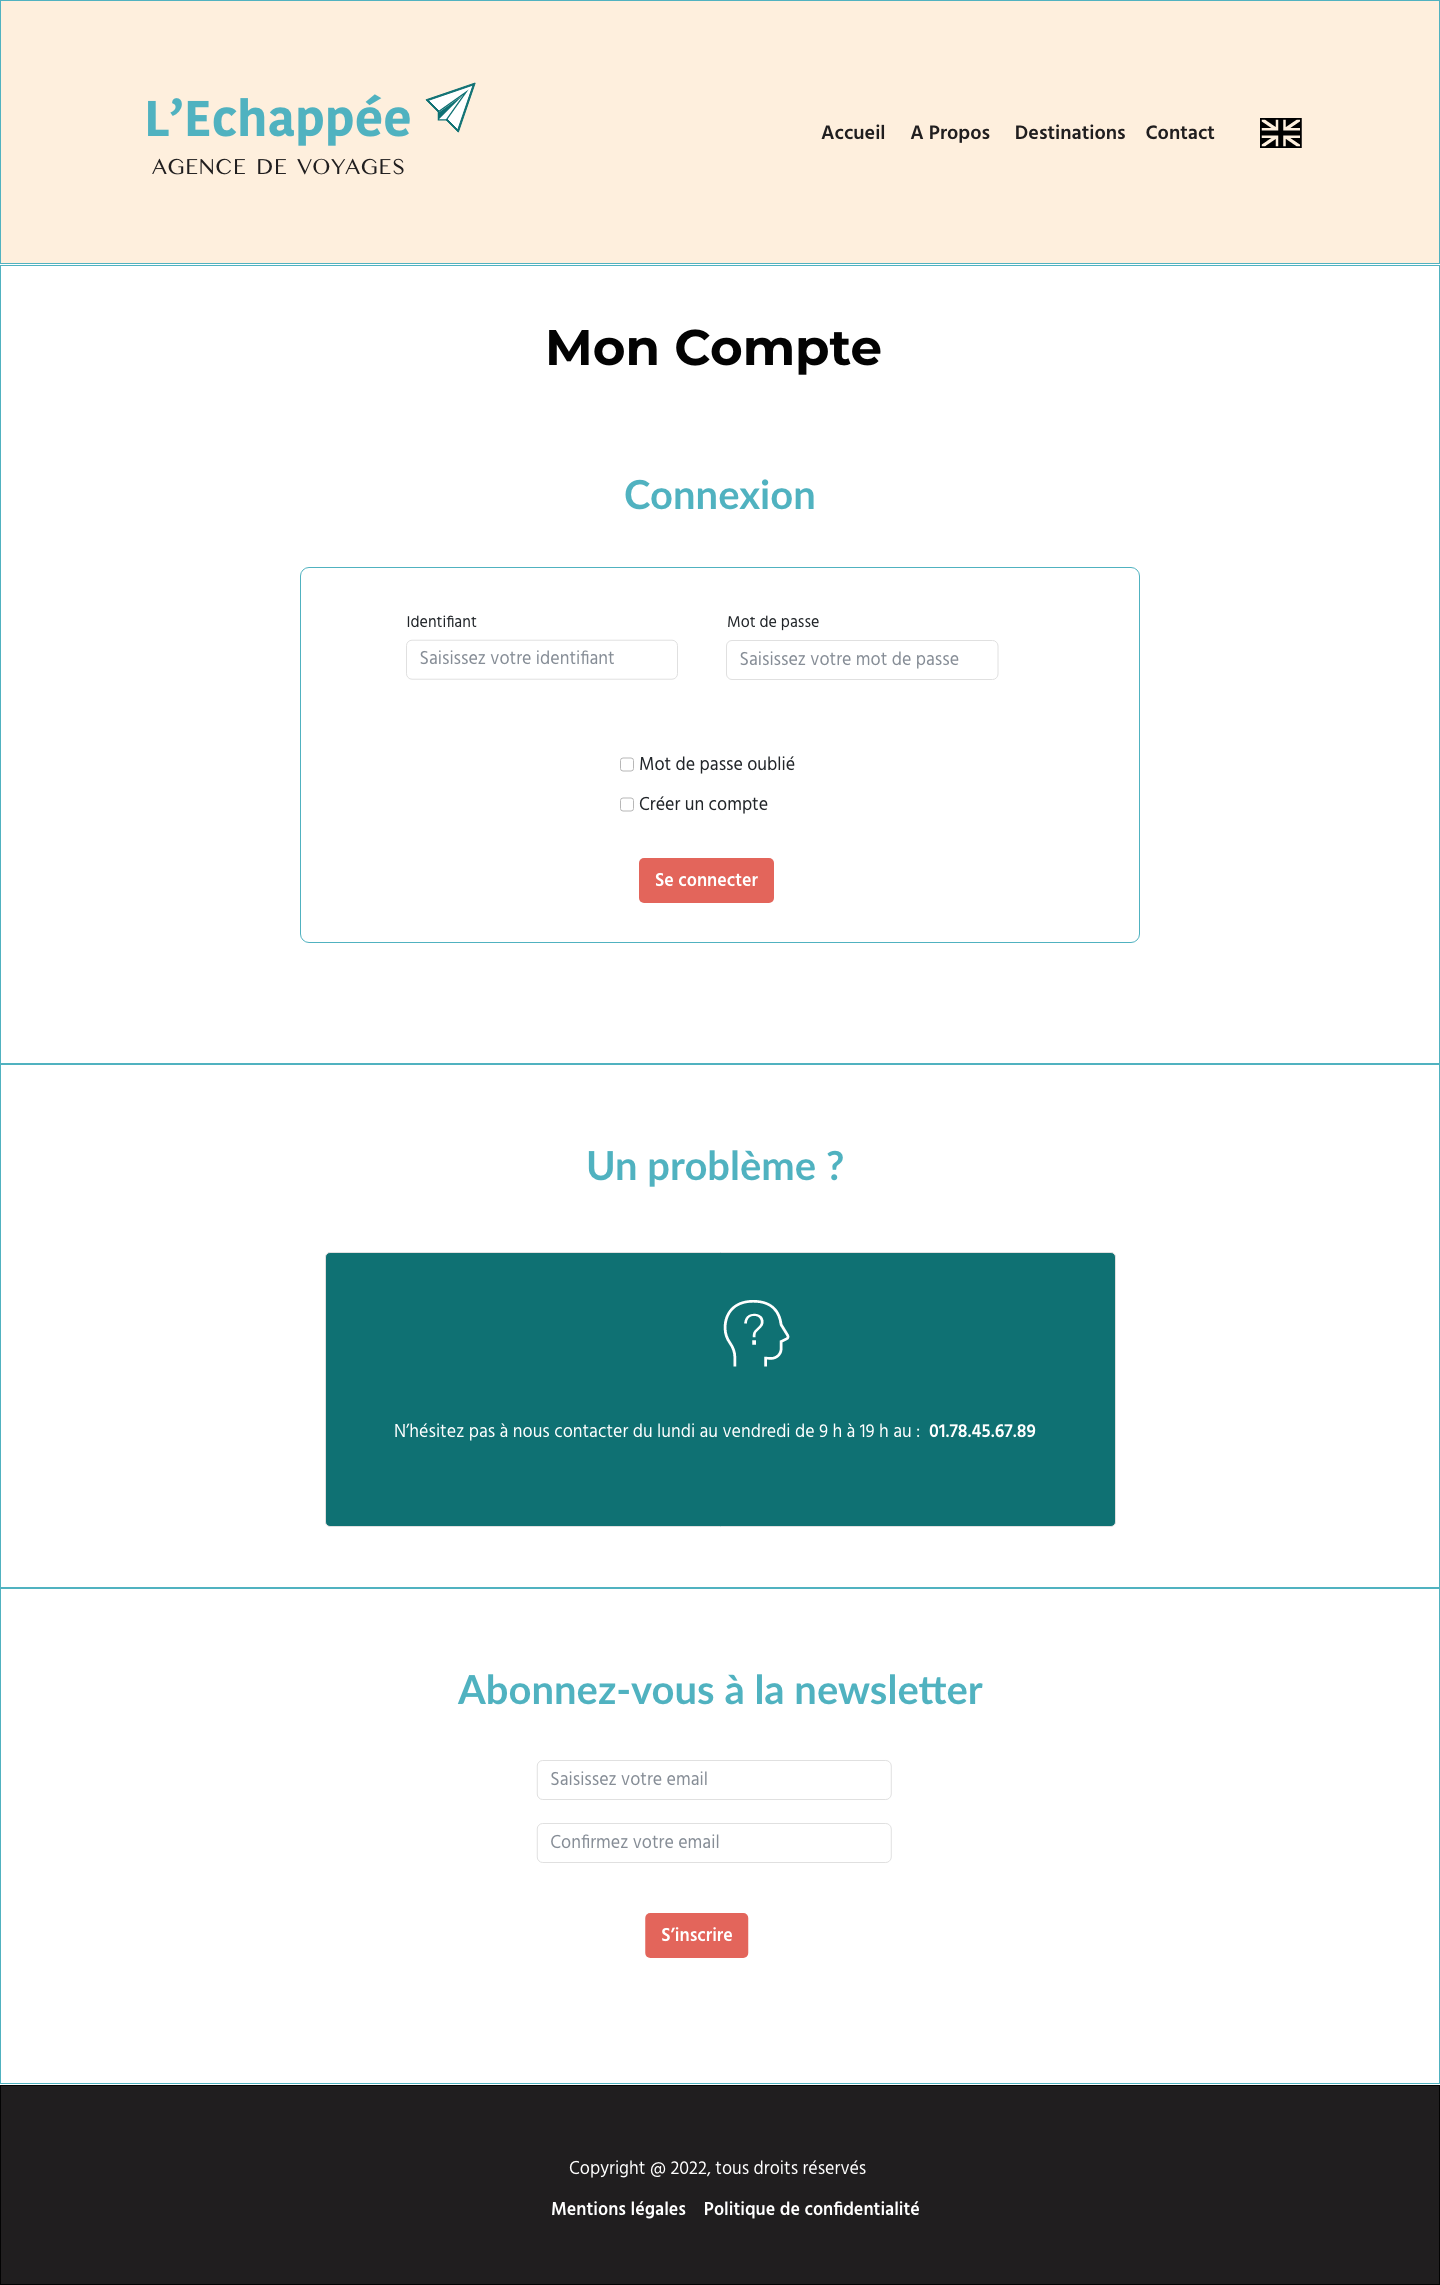 L’Echappée
AGENCE DE VOYAGES
Accueil A Propos Destinations Contact
Mon Compte
Connexion
Identifiant Mot de passe
Saisissez votre identifiant Saisissez votre mot de passe
Mot de passe oublié
Créer un compte
Se connecter
Un problème ?
?
N’hésitez pas à nous contacter du lundi au vendredi de 9 h à 19 h au : 01.78.45.67.89
Abonnez-vous à la newsletter
Saisissez votre email
Confirmez votre email
S’inscrire
Copyright @ 2022, tous droits réservés
Mentions légales Politique de confidentialité